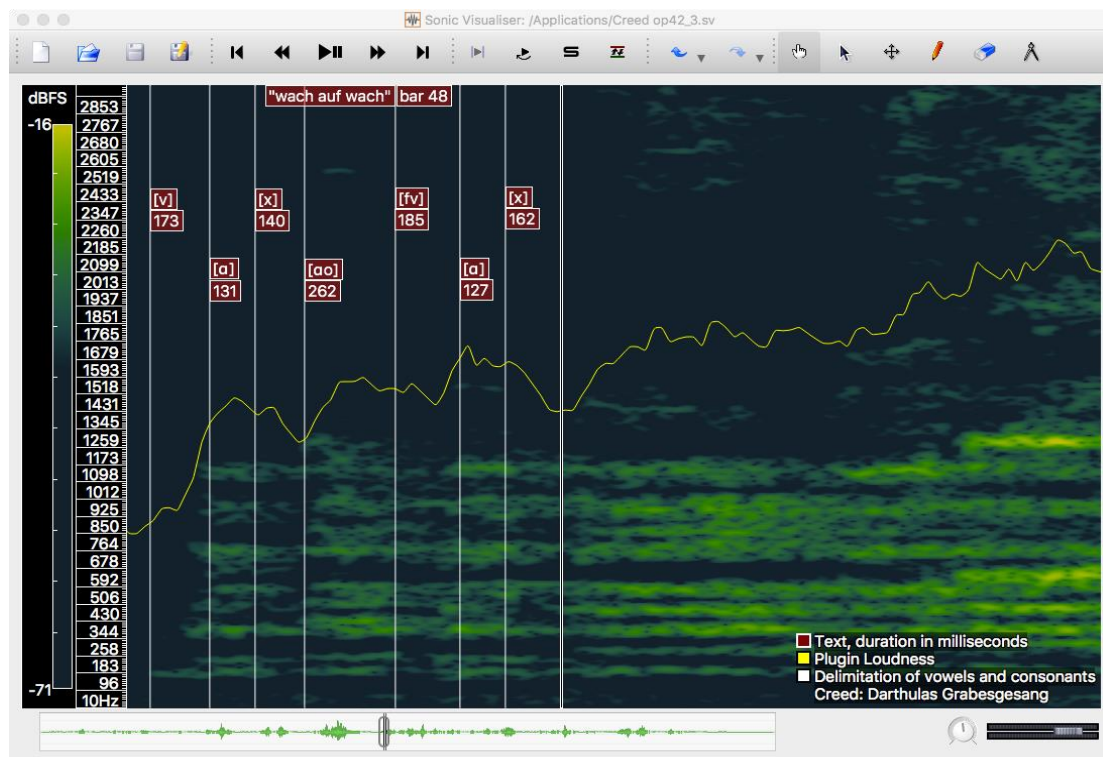 Sonic Visualiser: /Applications/Creed op42_3.sv
dBFS
-16
-71
2853
2767
2680
2605
2519
2433
2347
2260
2185
2099
2013
1937
1851
1765
1679
1593
1518
1431
1345
1259
1173
1098
1012
925
850
764
678
592
506
430
344
258
183
96
10Hz
"wach auf wach" bar 48
[v]
173
[a]
131
[x]
140
[ao]
262
[fv]
185
[a]
127
[x]
162
Text, duration in milliseconds
Plugin Loudness
Delimitation of vowels and consonants
Creed: Darthulas Grabesgesang